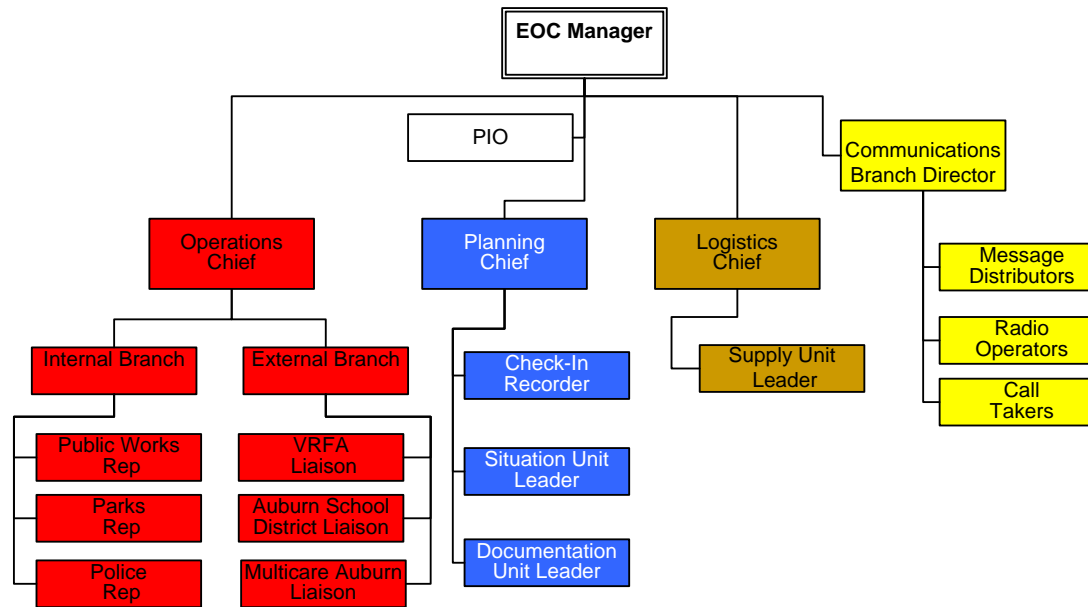 EOC Manager
PIO
Communications
Branch Director
Operations
Chief
Planning
Chief
Logistics
Chief
Message
Distributors
Radio
Operators
Call
Takers
Internal Branch
External Branch
Check-In
Recorder
Supply Unit
Leader
Public Works
Rep
VRFA
Liaison
Situation Unit
Leader
Parks
Rep
Auburn School
District Liaison
Documentation
Unit Leader
Police
Rep
Multicare Auburn
Liaison